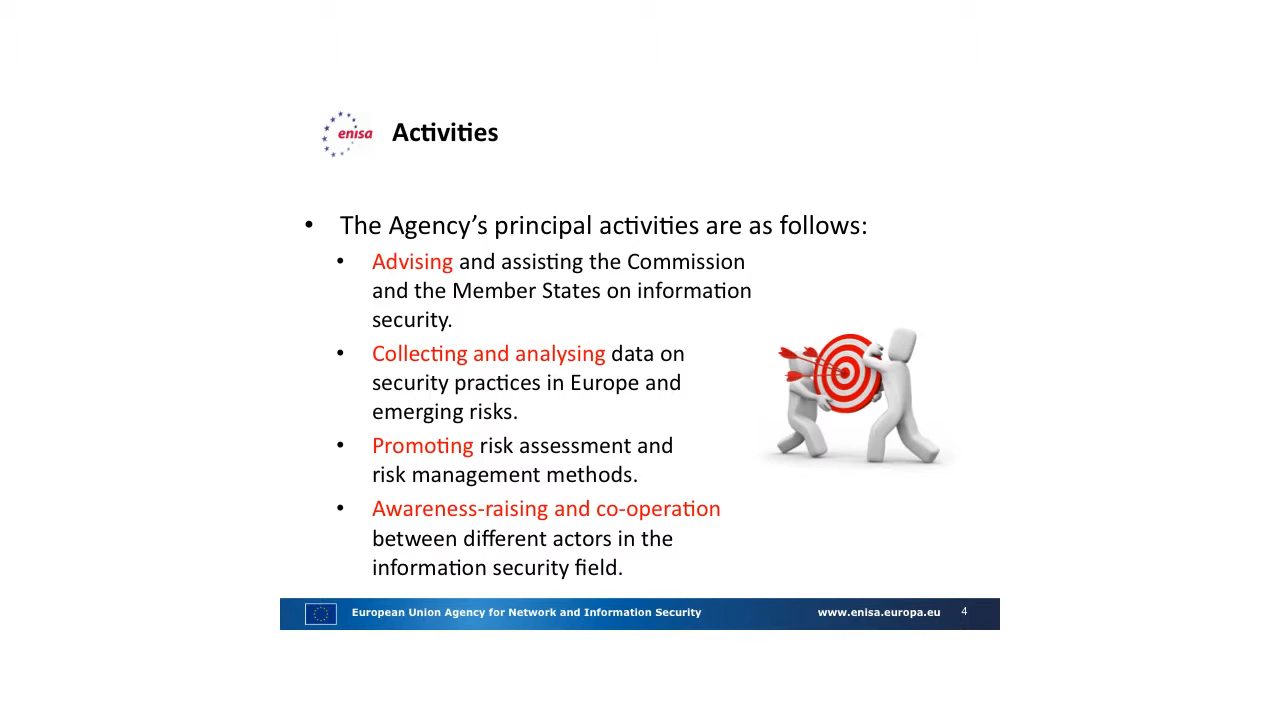 enisa
Activities
• The Agency’s principal activities are as follows:
• Advising and assisting the Commission
and the Member States on information
security.
• Collecting and analysing data on
security practices in Europe and
emerging risks.
• Promoting risk assessment and
risk management methods.
• Awareness-raising and co-operation
between different actors in the
information security field.
European Union Agency for Network and Information Security www.enisa.europa.eu 4